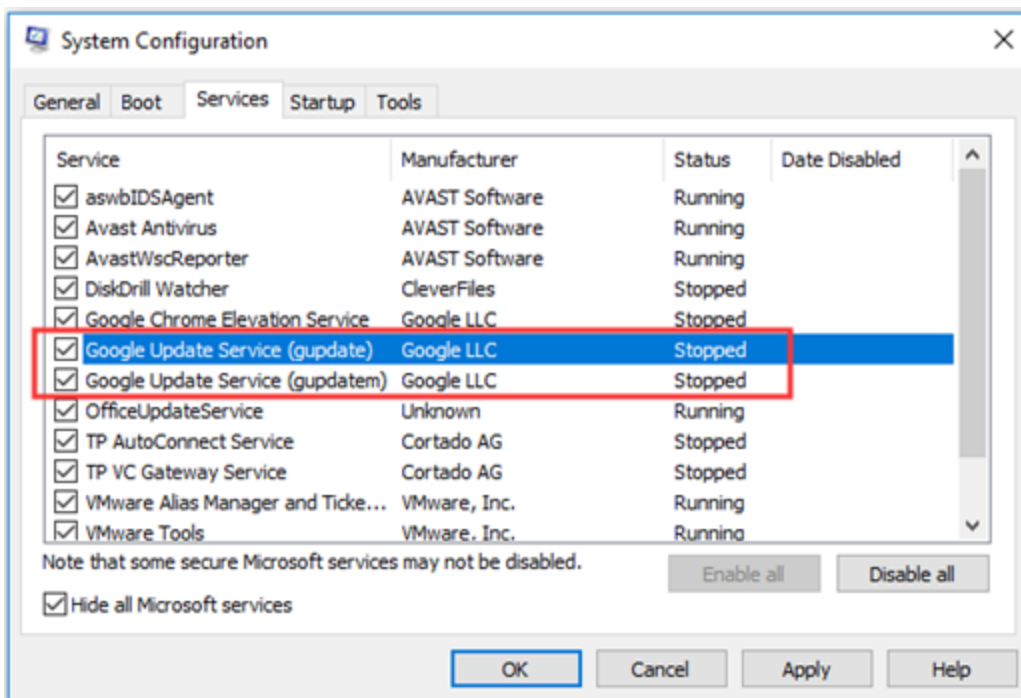 System Configuration
General Boot Services Startup Tools
Service Manufacturer Status Date Disabled
aswbIDSAgent AVAST Software Running
Avast Antivirus AVAST Software Running
AvastWscReporter AVAST Software Running
DiskDrill Watcher CleverFiles Stopped
Google Chrome Elevation Service Google LLC Stopped
Google Update Service (gupdate) Google LLC Stopped
Google Update Service (gupdatem) Google LLC Stopped
OfficeUpdateService Unknown Running
TP AutoConnect Service Cortado AG Stopped
TP VC Gateway Service Cortado AG Stopped
VMware Alias Manager and Ticke... VMware, Inc. Running
VMware Tools VMware, Inc. Running
Note that some secure Microsoft services may not be disabled.
Enable all Disable all
Hide all Microsoft services
OK Cancel Apply Help